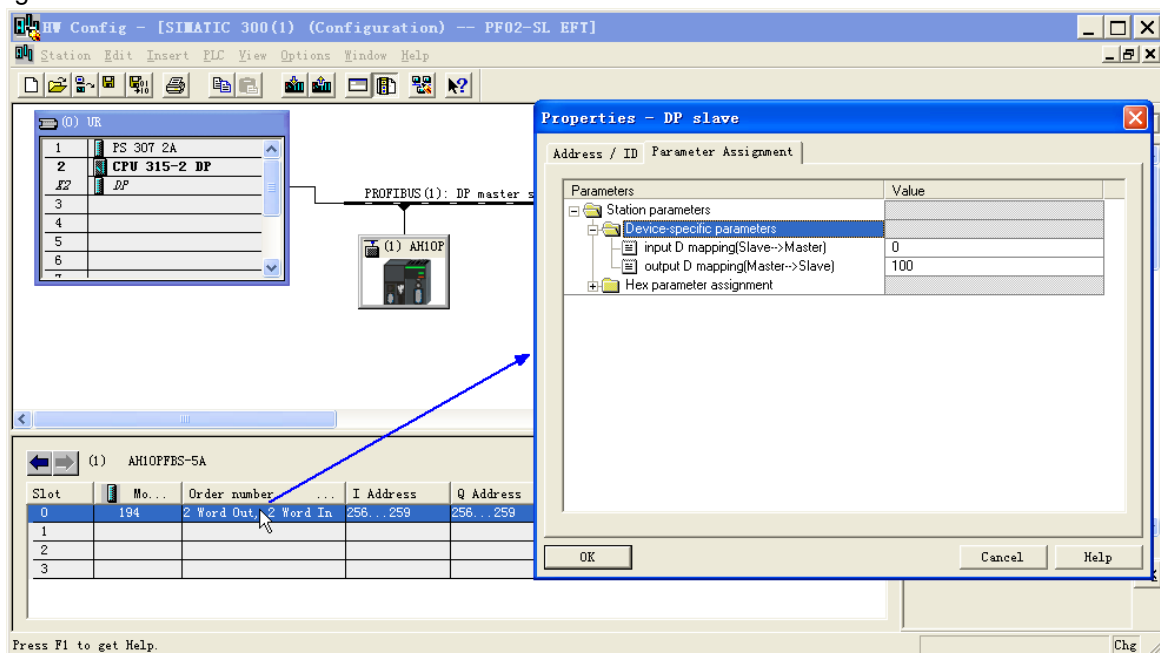 HW Config - [SIMATIC 300(1) (Configuration) -- PF02-SL EFT]
Station Edit Insert PLC View Options Window Help
(0) UR
1 PS 307 2A
2 CPU 315-2 DP
X2 DP
3
4
5
6
7
PROFIBUS(1): DP master s
(1) AH10P
Properties - DP slave
Address / ID Parameter Assignment
Parameters Value
Station parameters
Device-specific parameters
input D mapping(Slave-->Master) 0
output D mapping(Master-->Slave) 100
Hex parameter assignment
OK Cancel Help
(1) AH10PFBS-5A
Slot Mo... Order number ... I Address Q Address
0 194 2 Word Out, 2 Word In 256...259 256...259
1
2
3
Press F1 to get Help. Chg